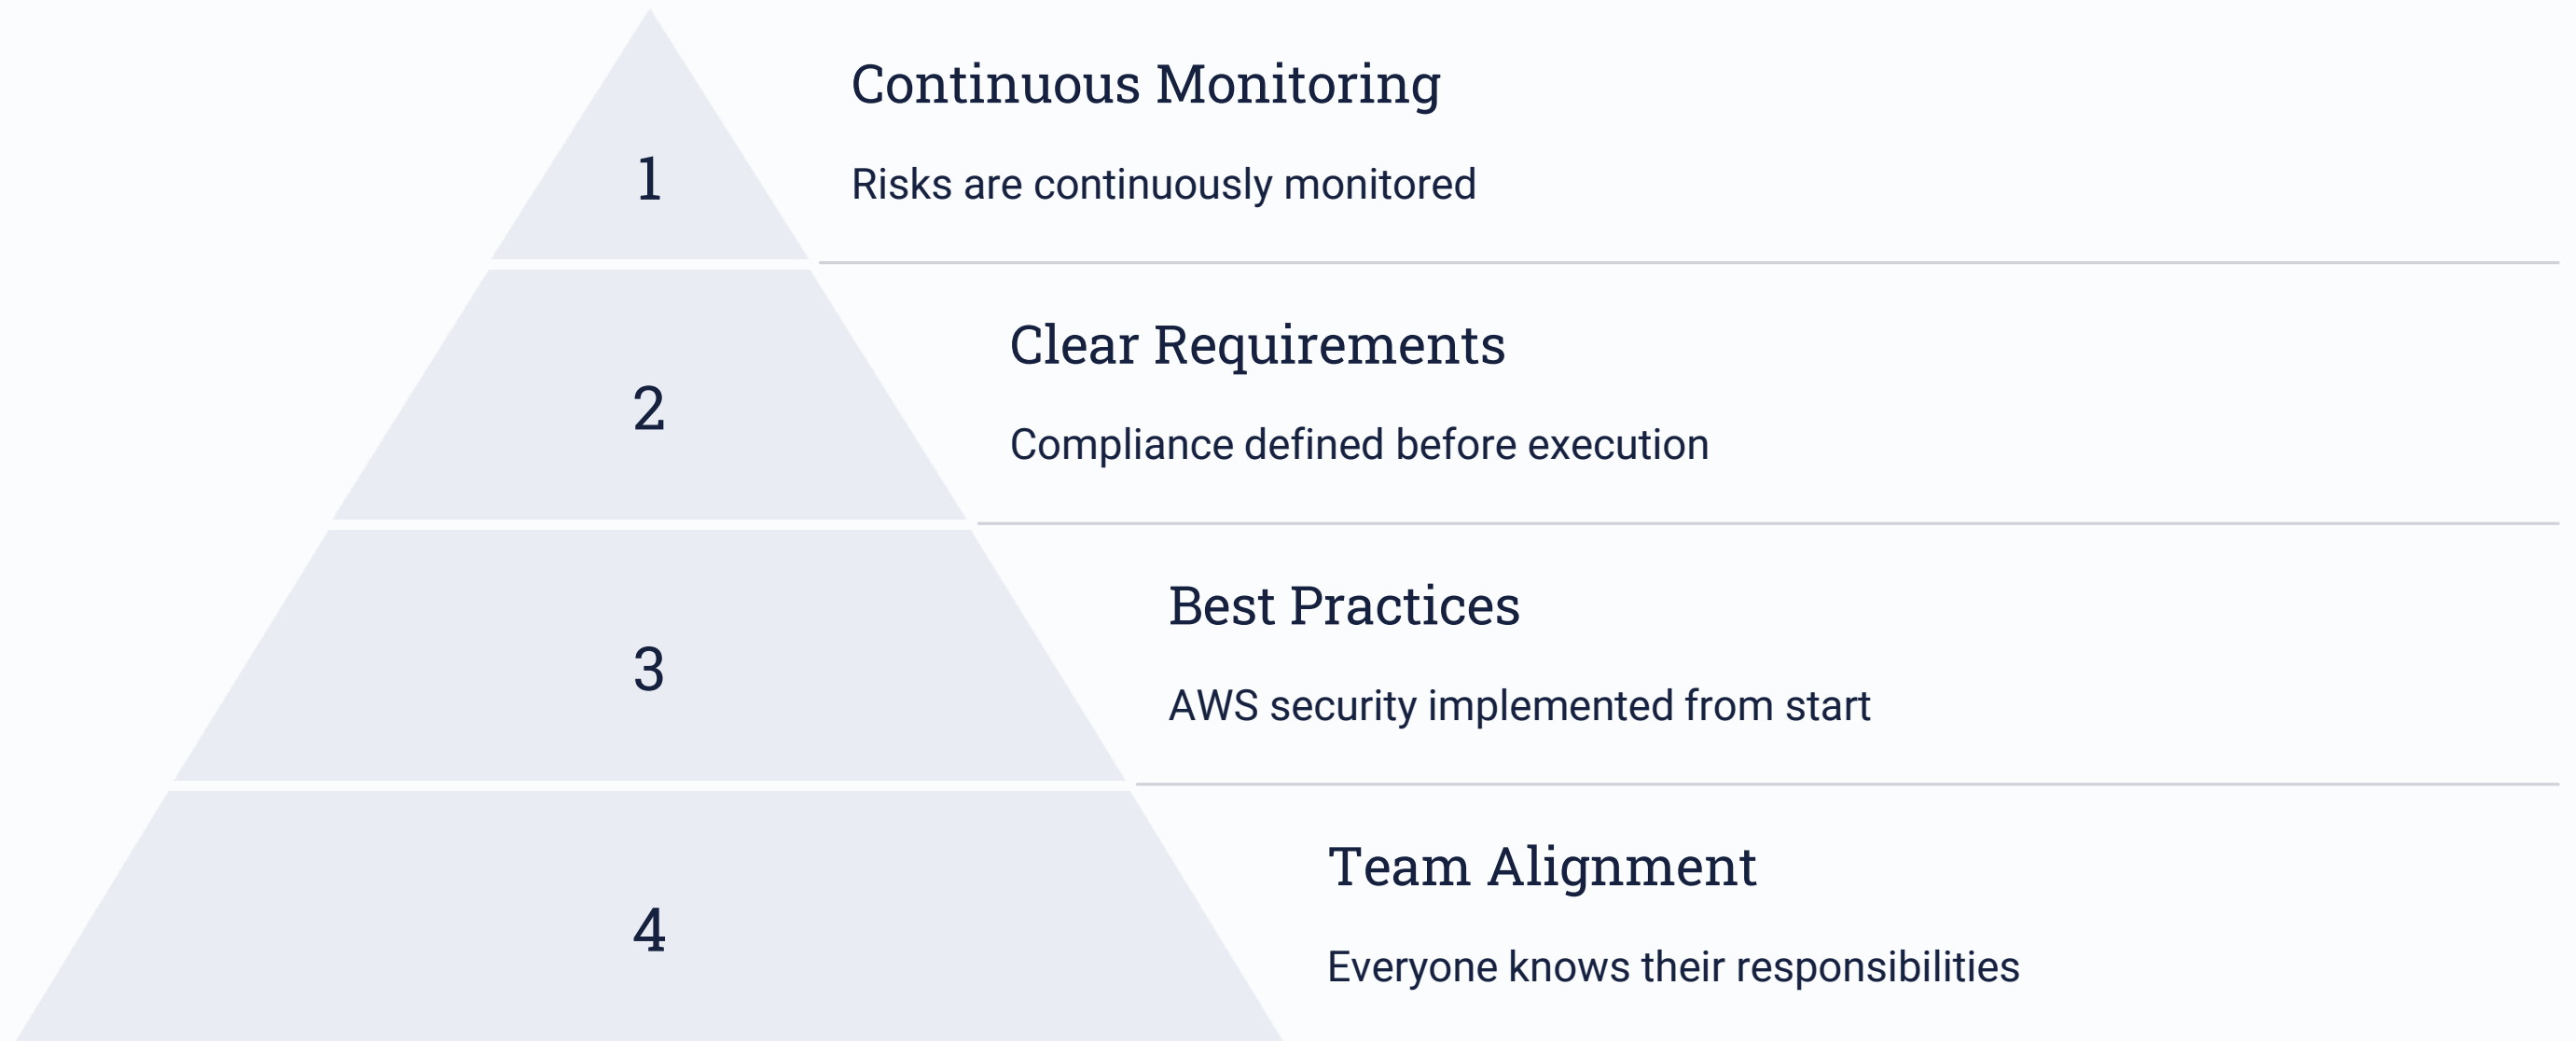 1
Continuous Monitoring
Risks are continuously monitored
2
Clear Requirements
Compliance defined before execution
3
Best Practices
AWS security implemented from start
4
Team Alignment
Everyone knows their responsibilities